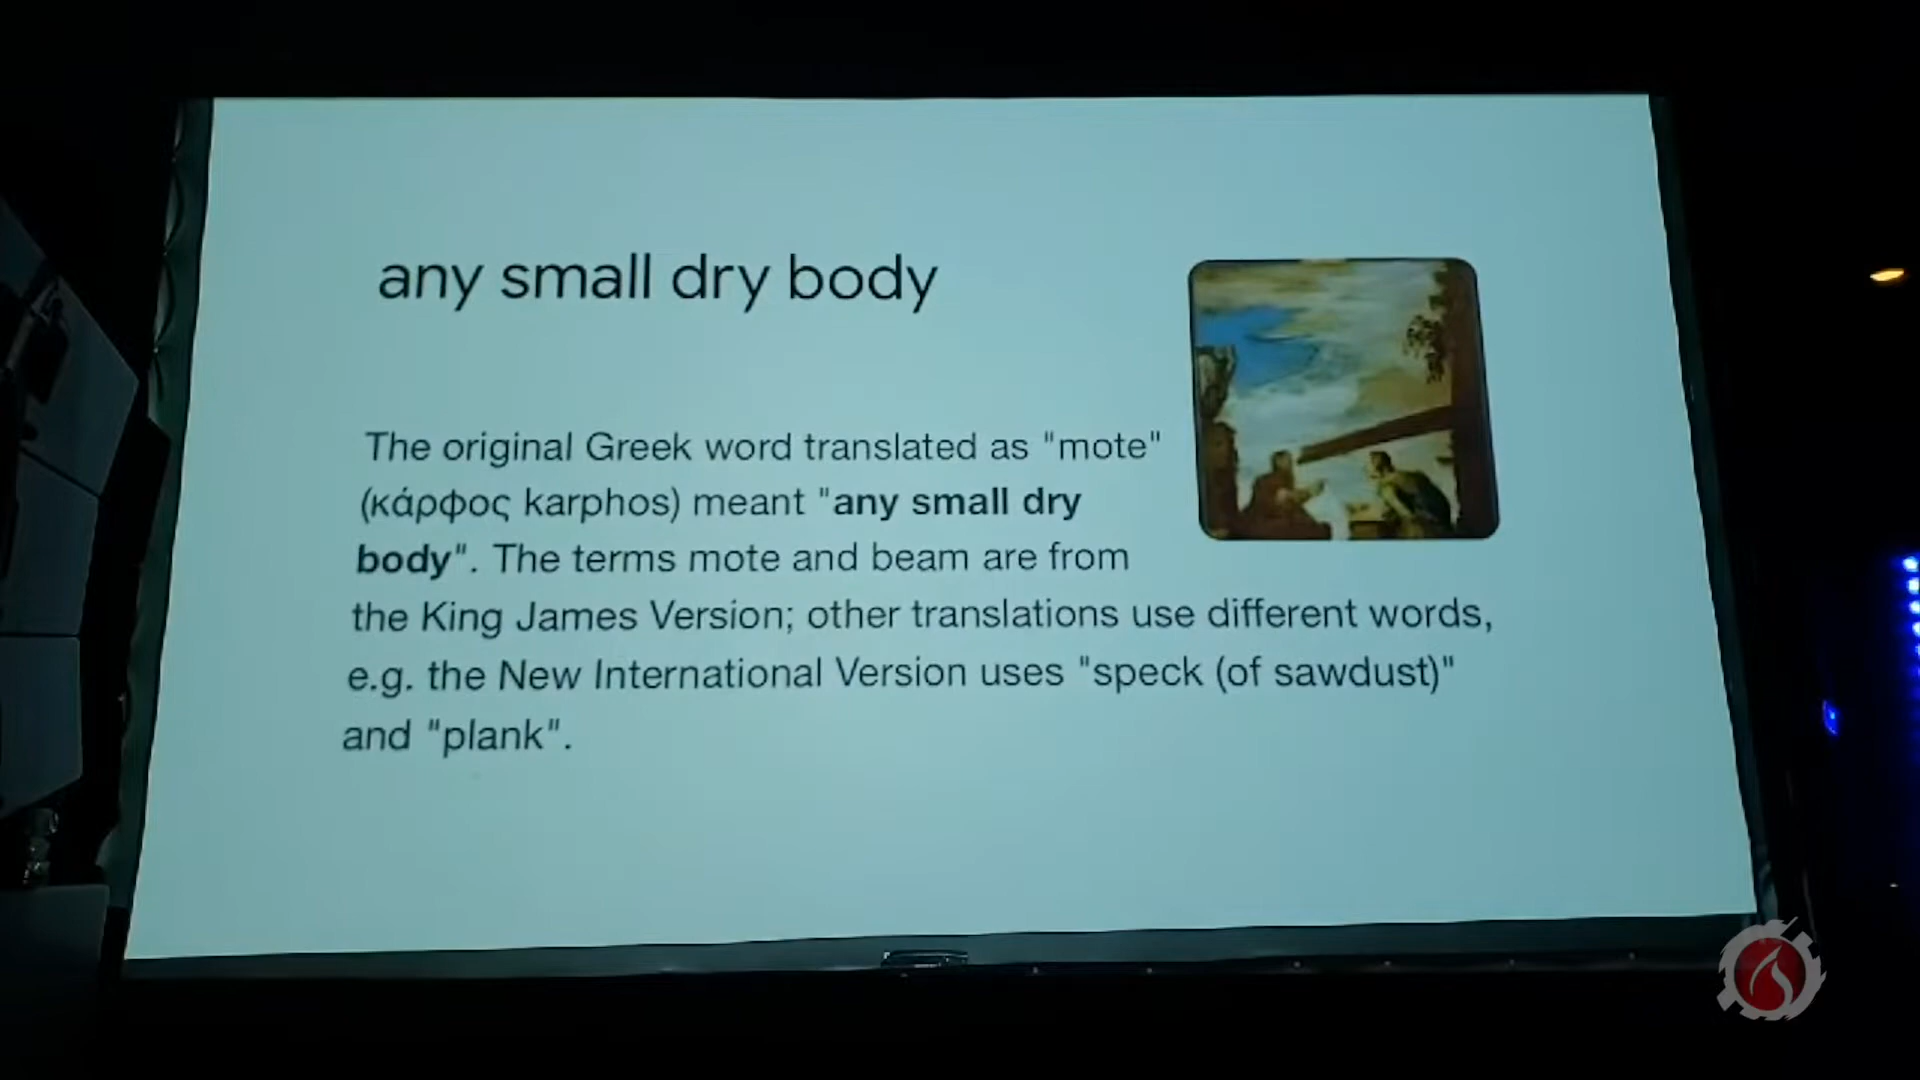 any small dry body
The original Greek word translated as "mote"
(κάρφος karphos) meant "any small dry
body". The terms mote and beam are from
the King James Version; other translations use different words,
e.g. the New International Version uses "speck (of sawdust)"
and "plank".